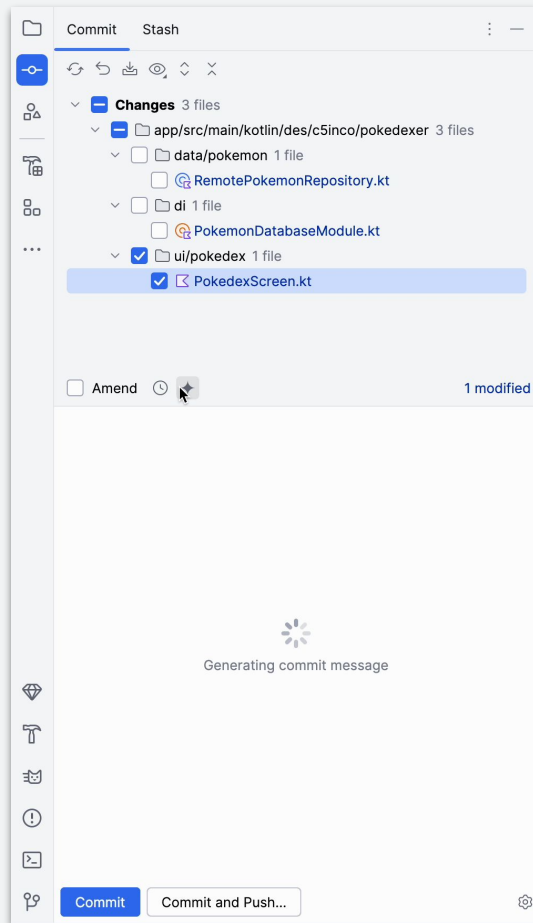 Commit Stash
Changes 3 files
app/src/main/kotlin/des/c5inco/pokedexer 3 files
data/pokemon 1 file
RemotePokemonRepository.kt
di 1 file
PokemonDatabaseModule.kt
ui/pokedex 1 file
PokedexScreen.kt
Amend 1 modified
Generating commit message
Commit Commit and Push...